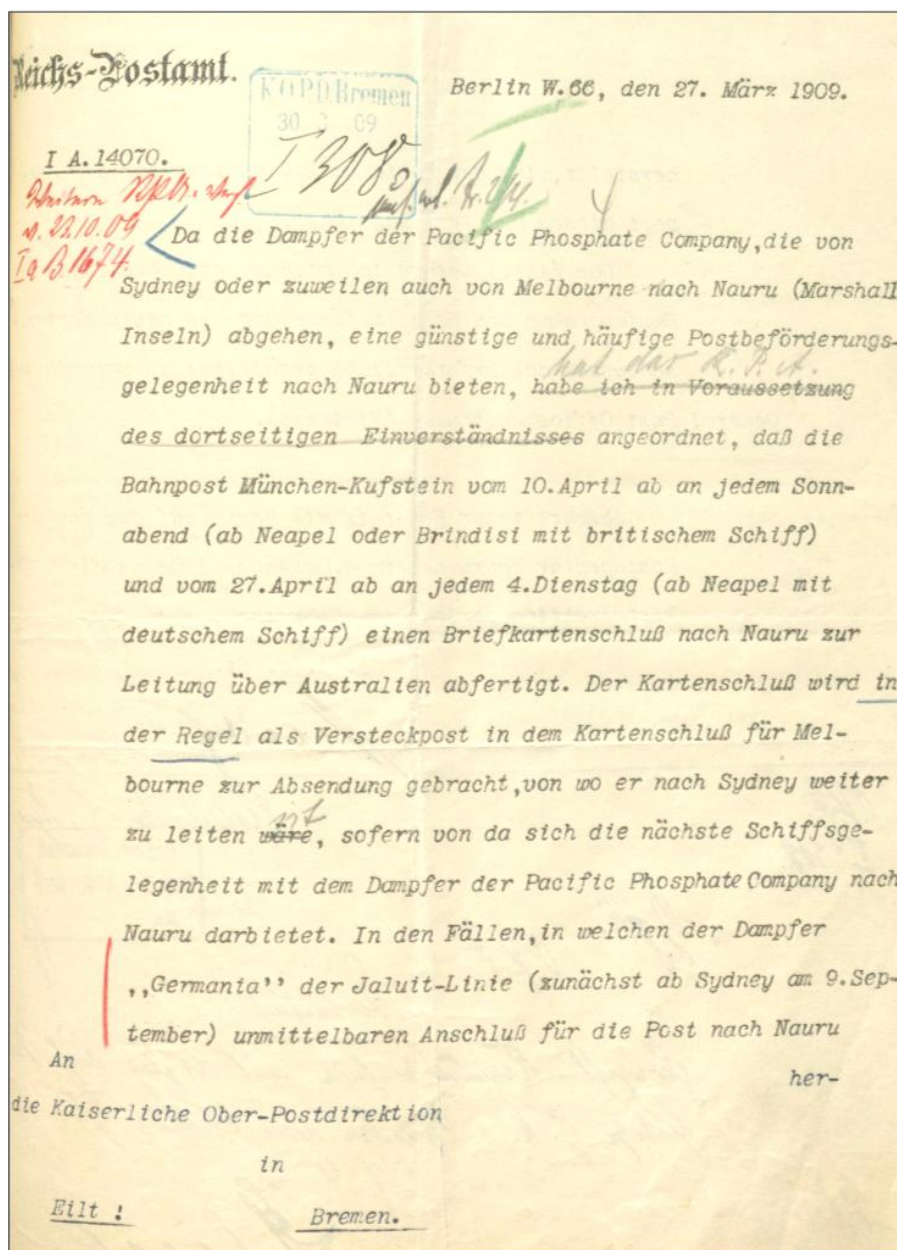 Reichs-Postamt.
Berlin W.66, den 27. März 1909.
K.O.P.D. Bremen
30 3 09
I 308
I A.14070.
v. 23.10.09
I a B 1674.
Da die Dampfer der Pacific Phosphate Company,die von
Sydney oder zuweilen auch von Melbourne nach Nauru (Marshall
Inseln) abgehen, eine günstige und häufige Postbeförderungs-
hat das R. P. A.
gelegenheit nach Nauru bieten, habe ich in Voraussetzung
des dortseitigen Einverständnisses angeordnet, daß die
Bahnpost München-Kufstein vom 10.April ab an jedem Sonn-
abend (ab Neapel oder Brindisi mit britischem Schiff)
und vom 27.April ab an jedem 4.Dienstag (ab Neapel mit
deutschem Schiff) einen Briefkartenschluß nach Nauru zur
Leitung über Australien abfertigt. Der Kartenschluß wird in
der Regel als Versteckpost in dem Kartenschluß für Mel-
bourne zur Absendung gebracht,von wo er nach Sydney weiter
ist
zu leiten wäre, sofern von da sich die nächste Schiffsge-
legenheit mit dem Dampfer der Pacific Phosphate Company nach
Nauru darbietet. In den Fällen,in welchen der Dampfer
,,Germania’’ der Jaluit-Linie (zunächst ab Sydney am 9.Sep-
tember) unmittelbaren Anschluß für die Post nach Nauru
her-
An
die Kaiserliche Ober-Postdirektion
in
Eilt ! Bremen.